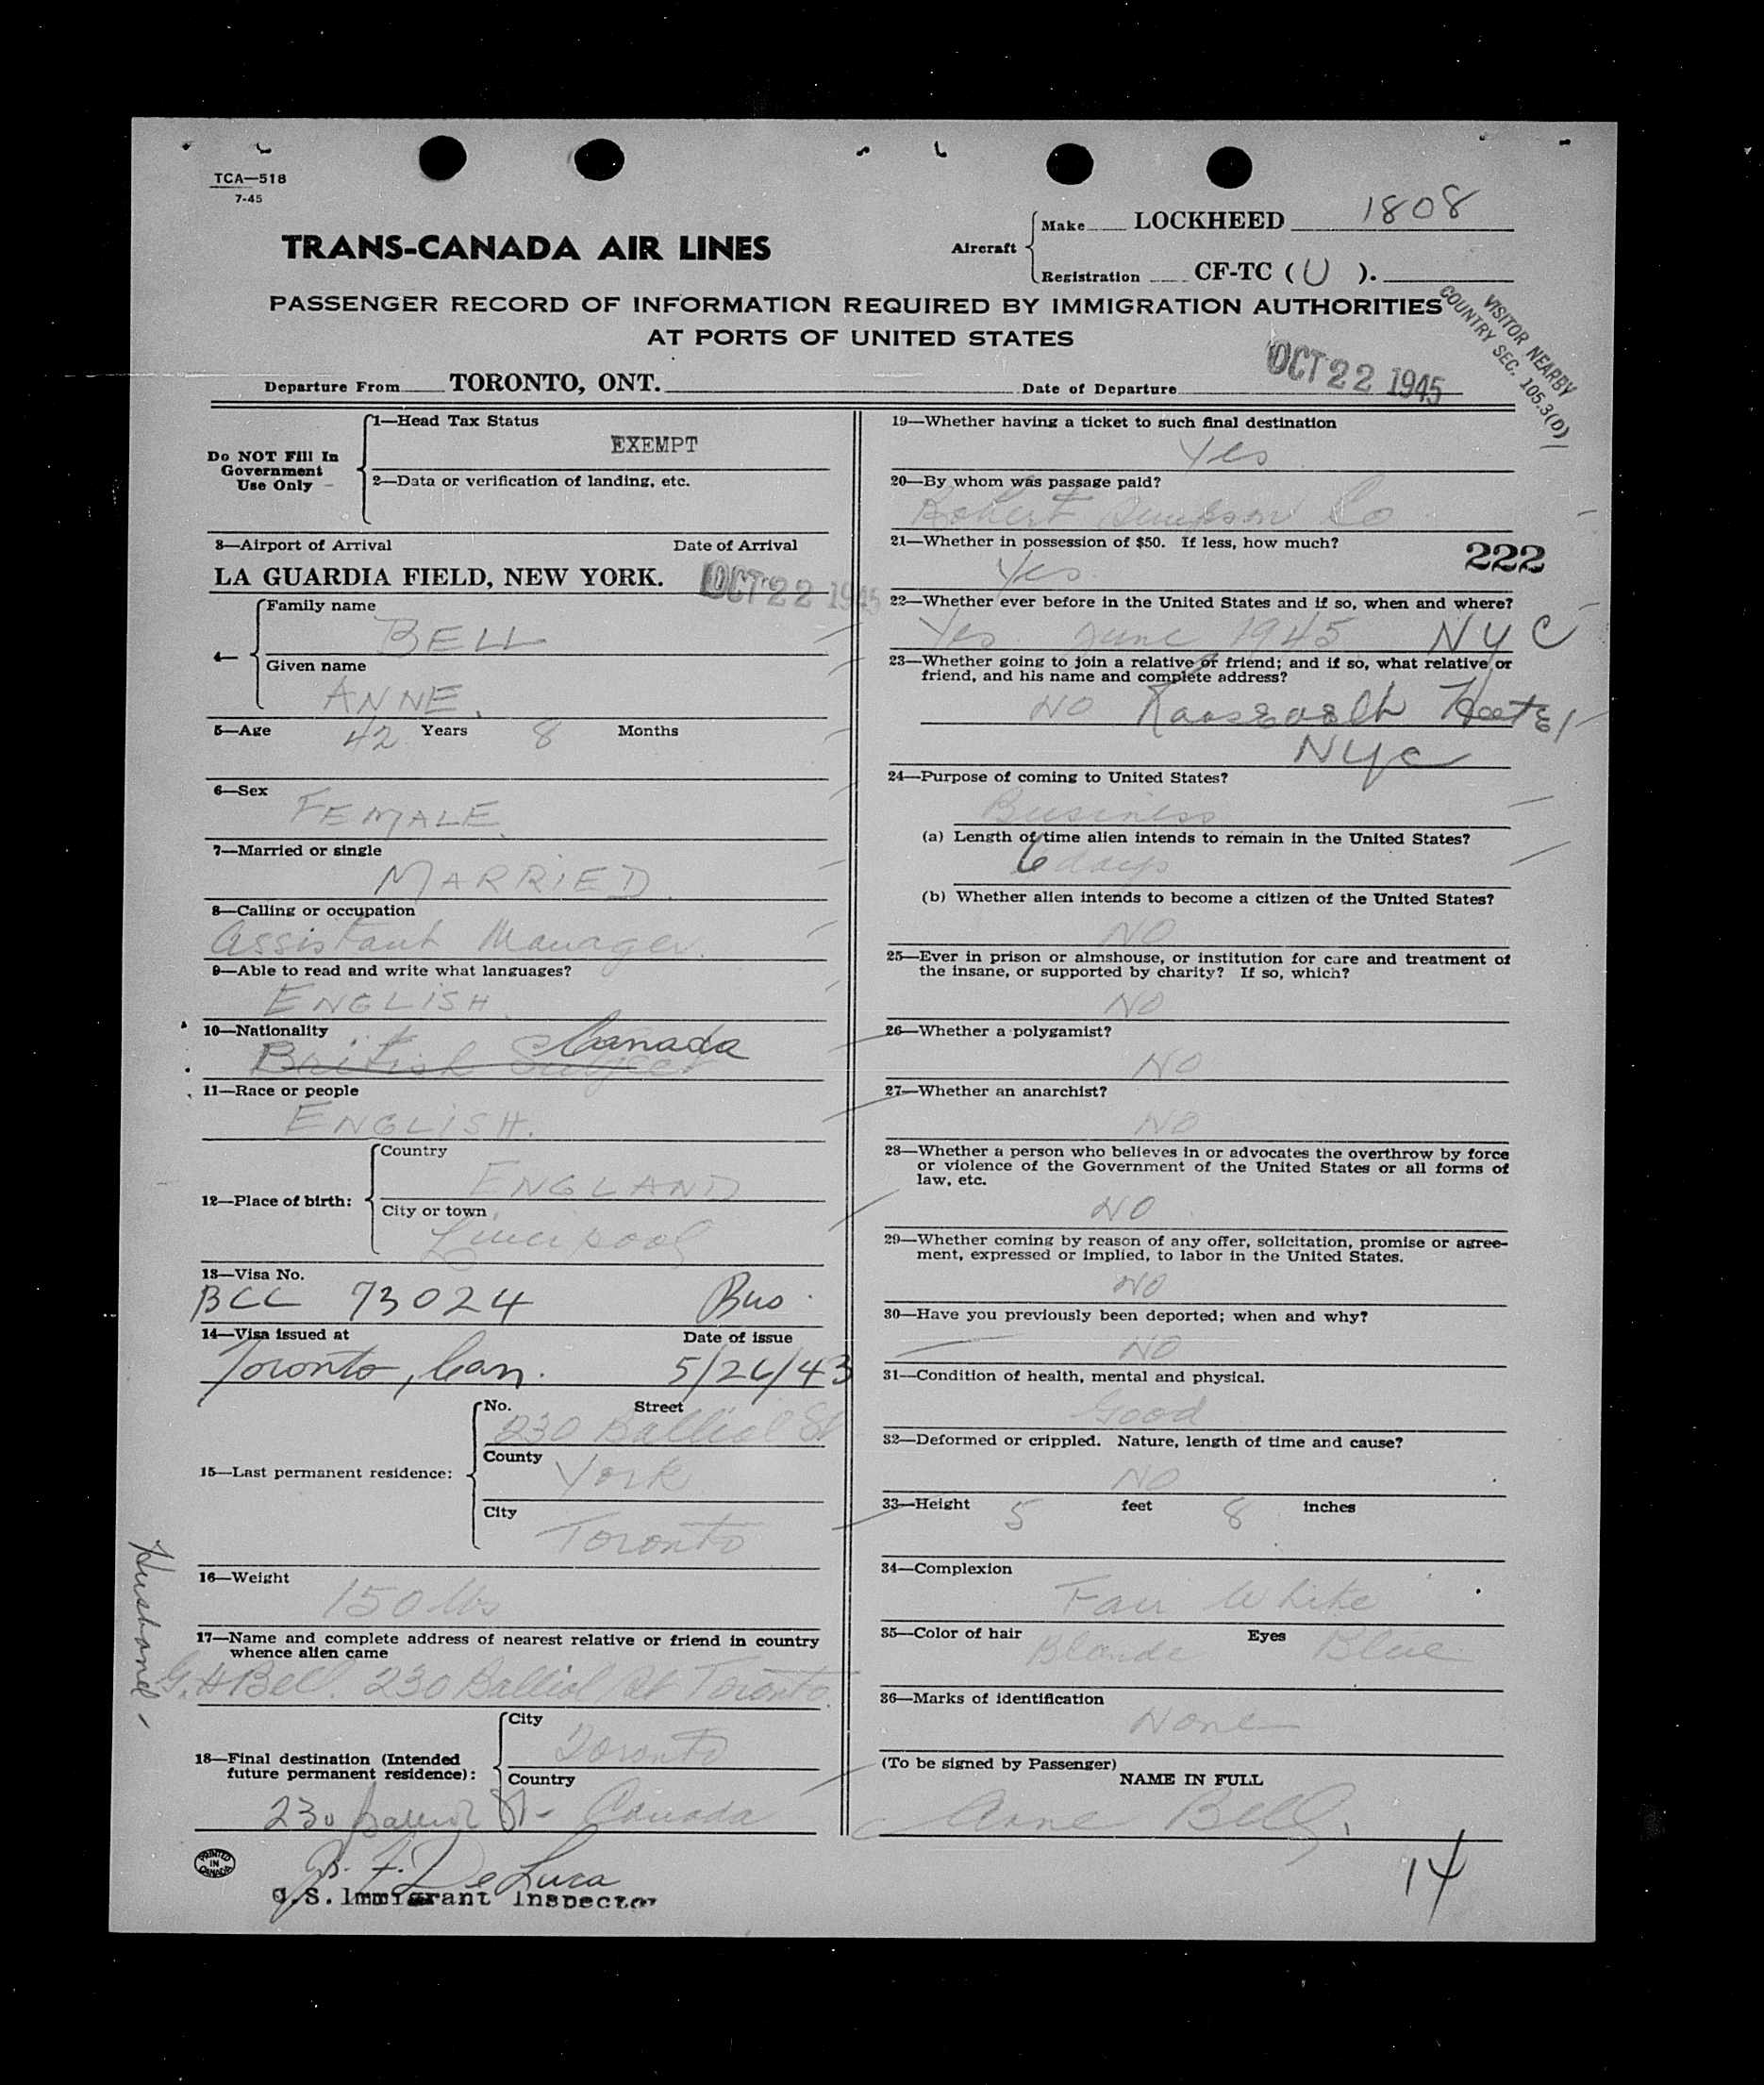 TCA—518
7-45
TRANS-CANADA AIR LINES
Aircraft
Make LOCKHEED 1808
Registration CF-TC ( U ).
PASSENGER RECORD OF INFORMATION REQUIRED BY IMMIGRATION AUTHORITIES
AT PORTS OF UNITED STATES
VISITOR NEARBY
COUNTRY SEC. 105.3(D)
Departure From TORONTO, ONT. Date of Departure OCT 22 1945
Do NOT Fill In
Government
Use Only
1—Head Tax Status
EXEMPT
2—Data or verification of landing, etc.
3—Airport of Arrival Date of Arrival
LA GUARDIA FIELD, NEW YORK. OCT 22 1945
4—
Family name
BELL
Given name
ANNE.
5—Age 42 Years 8 Months
6—Sex
FEMALE.
7—Married or single
MARRIED.
8—Calling or occupation
Assistant Manager.
9—Able to read and write what languages?
ENGLISH.
10—Nationality
British Subject Canada
11—Race or people
ENGLISH.
12—Place of birth:
Country
ENGLAND
City or town
Liverpool
13—Visa No.
BCC 73024 Bus.
14—Visa issued at Date of issue
Toronto, Can. 5/26/43
15—Last permanent residence:
No. Street
230 Balliol St
County
York
City
Toronto
16—Weight
150 lbs
17—Name and complete address of nearest relative or friend in country
whence alien came
G. H Bell. 230 Balliol St Toronto.
Husband -
18—Final destination (Intended
future permanent residence):
City
Toronto
Country
230 Balliol St - Canada
PRINTED
IN
CANADA
De Luca
U.S. Immigrant Inspector
19—Whether having a ticket to such final destination
Yes
20—By whom was passage paid?
Robert Simpson Co
21—Whether in possession of $50. If less, how much?
Yes.
222
22—Whether ever before in the United States and if so, when and where?
Yes. June 1945 NYC
23—Whether going to join a relative or friend; and if so, what relative or
friend, and his name and complete address?
NO Roosevelt Hotel
NYC
24—Purpose of coming to United States?
Business
(a) Length of time alien intends to remain in the United States?
6 days
(b) Whether alien intends to become a citizen of the United States?
NO
25—Ever in prison or almshouse, or institution for care and treatment of
the insane, or supported by charity? If so, which?
NO
26—Whether a polygamist?
NO
27—Whether an anarchist?
NO
28—Whether a person who believes in or advocates the overthrow by force
or violence of the Government of the United States or all forms of
law, etc.
NO
29—Whether coming by reason of any offer, solicitation, promise or agree-
ment, expressed or implied, to labor in the United States.
NO
30—Have you previously been deported; when and why?
NO
31—Condition of health, mental and physical.
Good
32—Deformed or crippled. Nature, length of time and cause?
NO
33—Height 5 feet 8 inches
34—Complexion
Fair White
35—Color of hair Blonde Eyes Blue
36—Marks of identification
None
(To be signed by Passenger)
NAME IN FULL
Anne Bell.
14